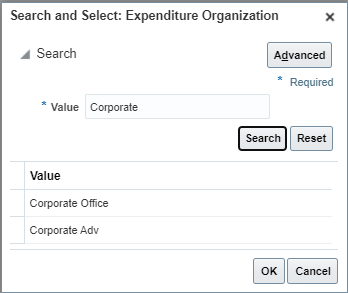 Search and Select: Expenditure Organization ×
Search
Advanced
* Required
* Value Corporate
Search Reset
Value
Corporate Office
Corporate Adv
OK Cancel